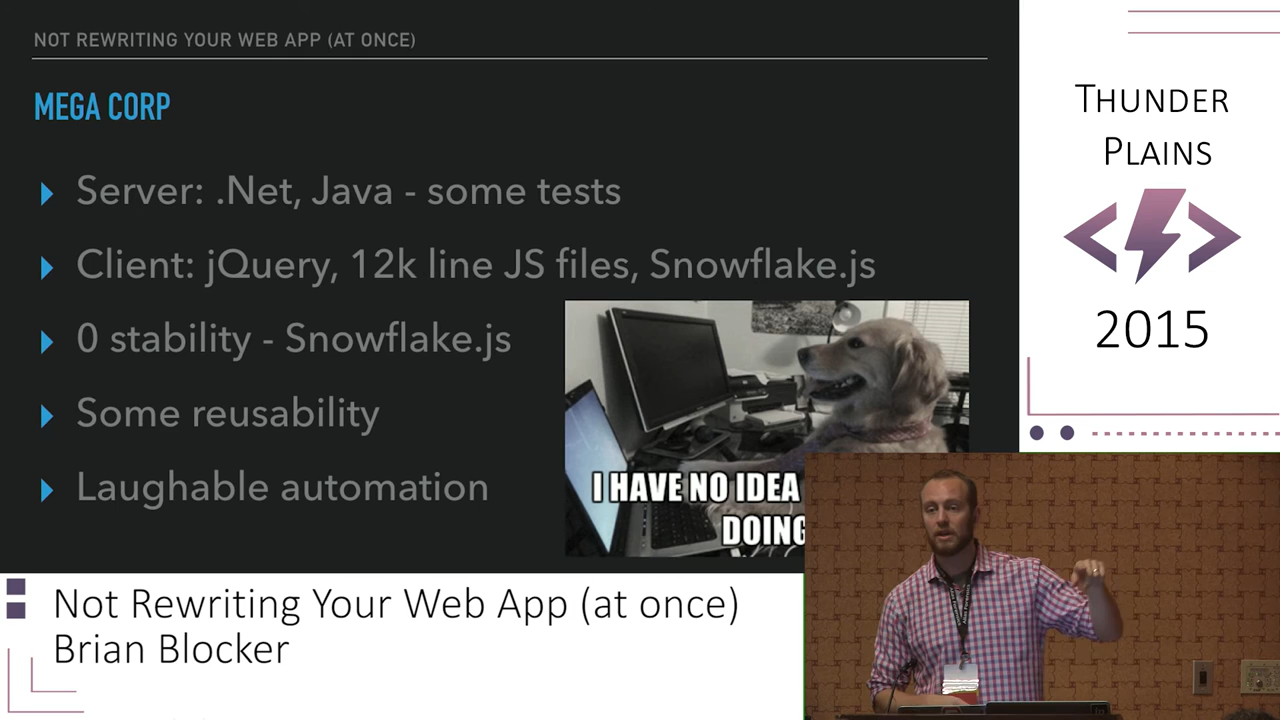 NOT REWRITING YOUR WEB APP (AT ONCE)
MEGA CORP
Server: .Net, Java - some tests
Client: jQuery, 12k line JS files, Snowflake.js
0 stability - Snowflake.js
Some reusability
Laughable automation
I HAVE NO IDEA
DOING
THUNDER
PLAINS
2015
Not Rewriting Your Web App (at once)
Brian Blocker